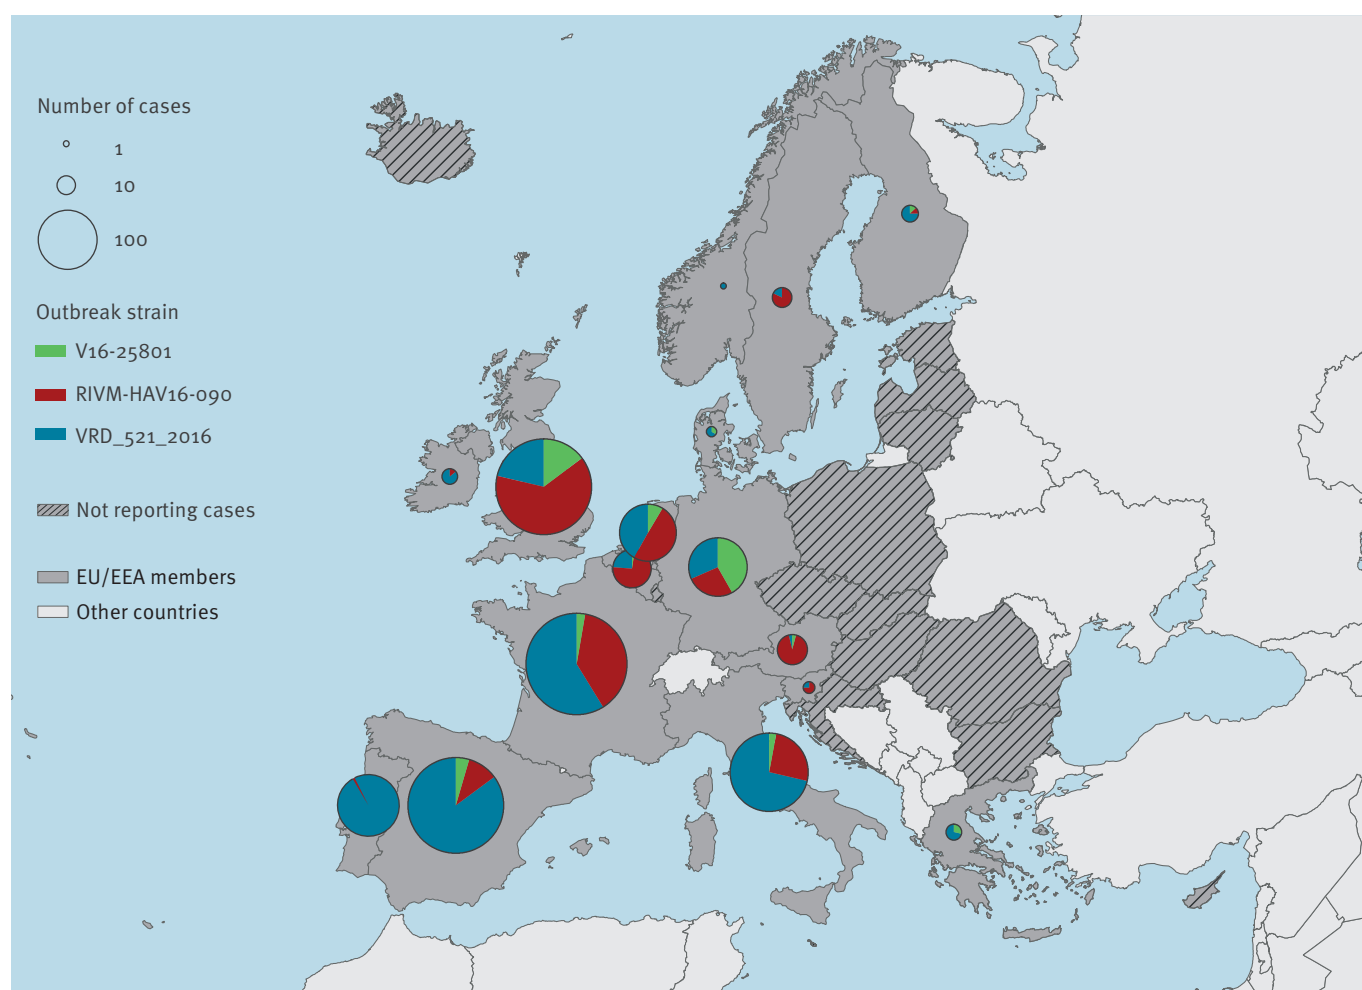 Number of cases
1
10
100
Outbreak strain
V16-25801
RIVM-HAV16-090
VRD_521_2016
Not reporting cases
EU/EEA members
Other countries